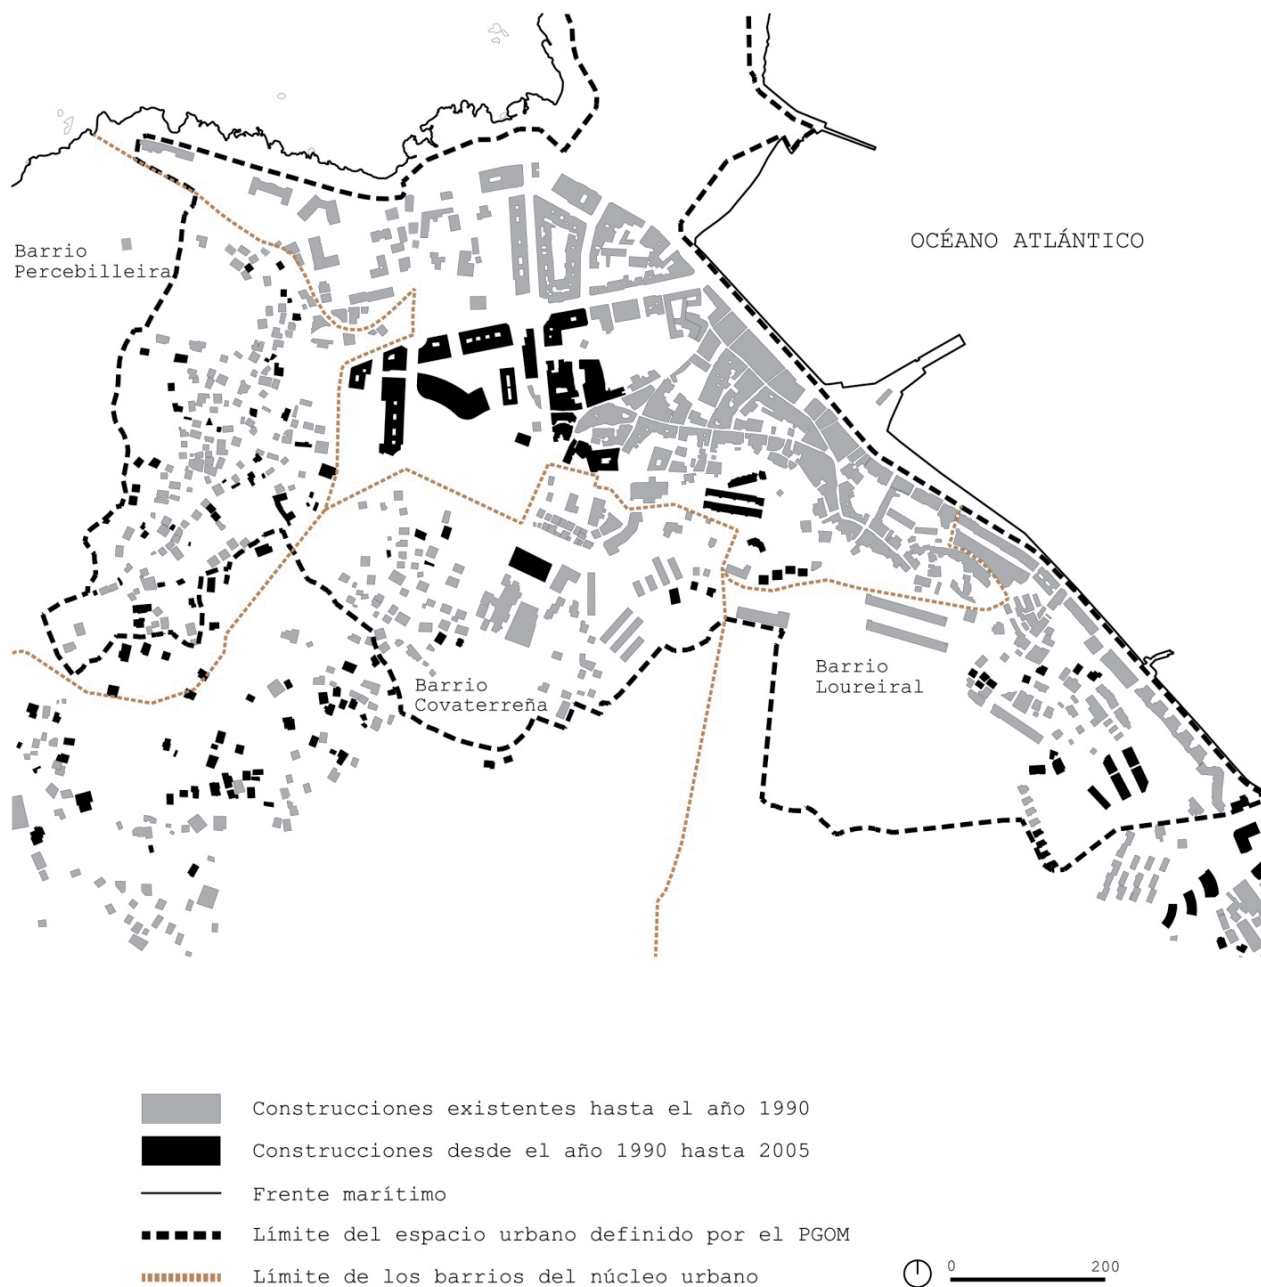 OCÉANO ATLÁNTICO
Barrio
Percebilleira
Barrio
Covaterreña
Barrio
Loureiral
Construcciones existentes hasta el año 1990
Construcciones desde el año 1990 hasta 2005
Frente marítimo
Límite del espacio urbano definido por el PGOM
Límite de los barrios del núcleo urbano
0 200